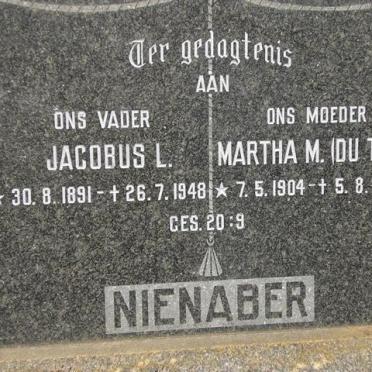 Ter gedagtenis
AAN
ONS VADER ONS MOEDER
JACOBUS L. MARTHA M. (DU
★ 30.8.1891 - † 26.7.1948 ★ 7.5.1904 - † 5.8.
GES. 20:9
NIENABER